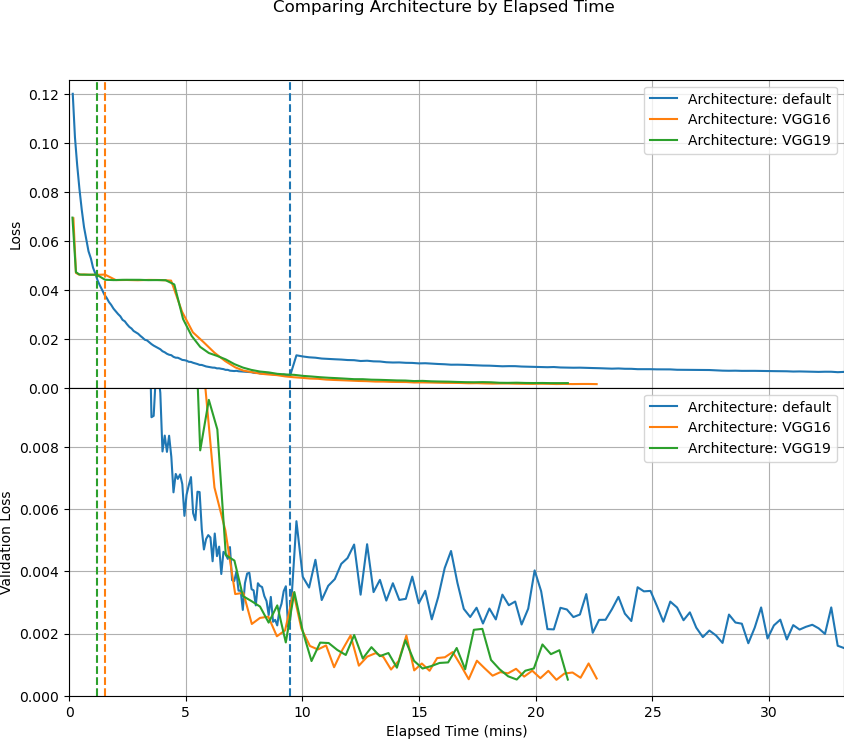 Comparing Architecture by Elapsed Time
0.12
0.10
0.08
0.06
0.04
0.02
0.00
Loss
Architecture: default
Architecture: VGG16
Architecture: VGG19
0.008
0.006
0.004
0.002
0.000
Validation Loss
Architecture: default
Architecture: VGG16
Architecture: VGG19
0 5 10 15 20 25 30
Elapsed Time (mins)